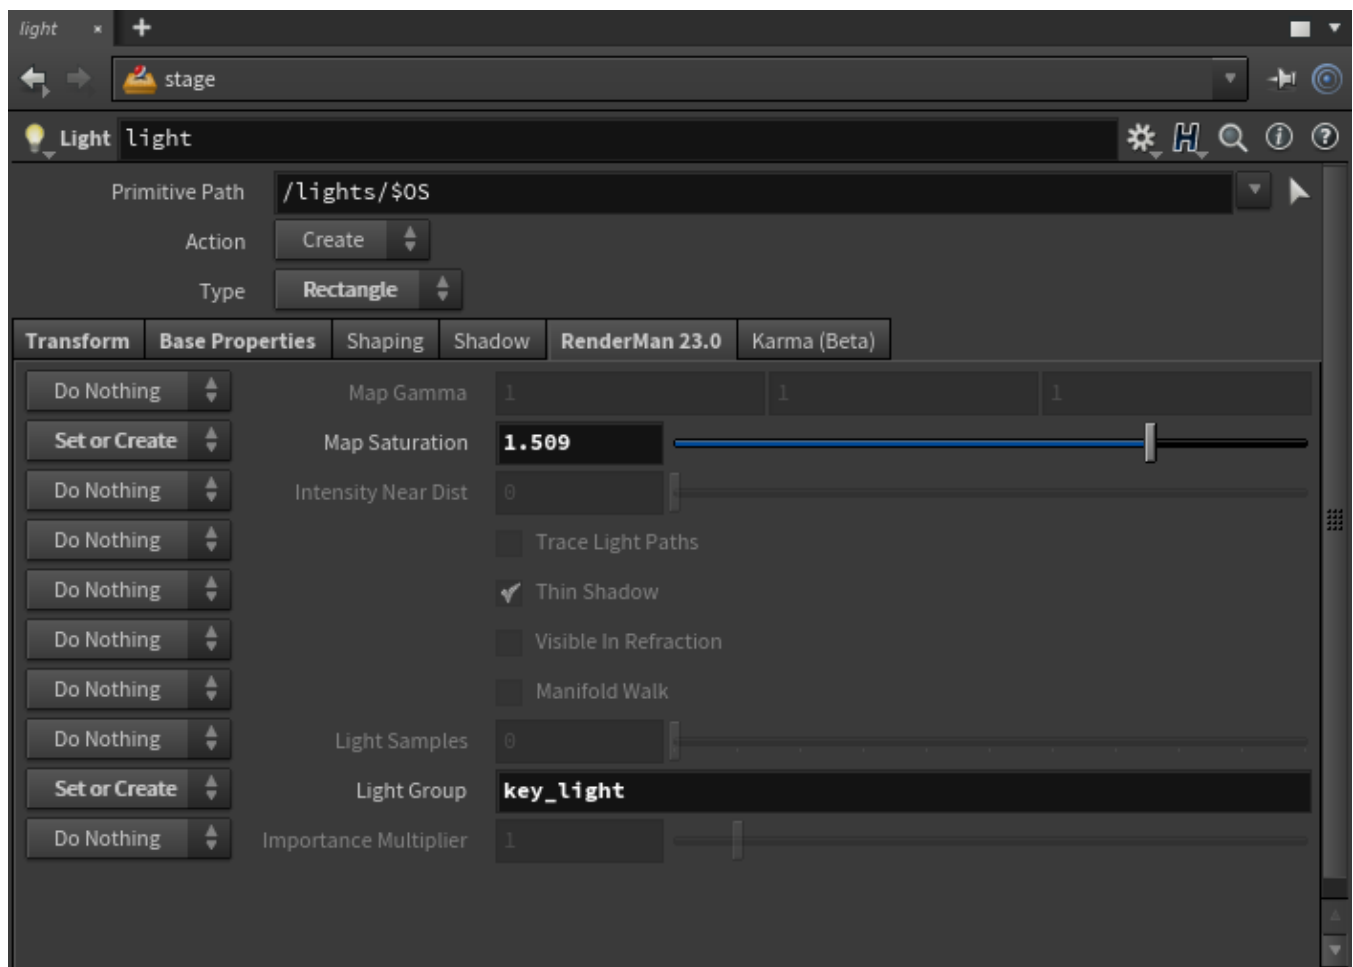 light × +
stage
Light light
Primitive Path /lights/$OS
Action Create
Type Rectangle
Transform Base Properties Shaping Shadow RenderMan 23.0 Karma (Beta)
Do Nothing Map Gamma 1 1 1
Set or Create Map Saturation 1.509
Do Nothing Intensity Near Dist 0
Do Nothing Trace Light Paths
Do Nothing Thin Shadow
Do Nothing Visible In Refraction
Do Nothing Manifold Walk
Do Nothing Light Samples 0
Set or Create Light Group key_light
Do Nothing Importance Multiplier 1